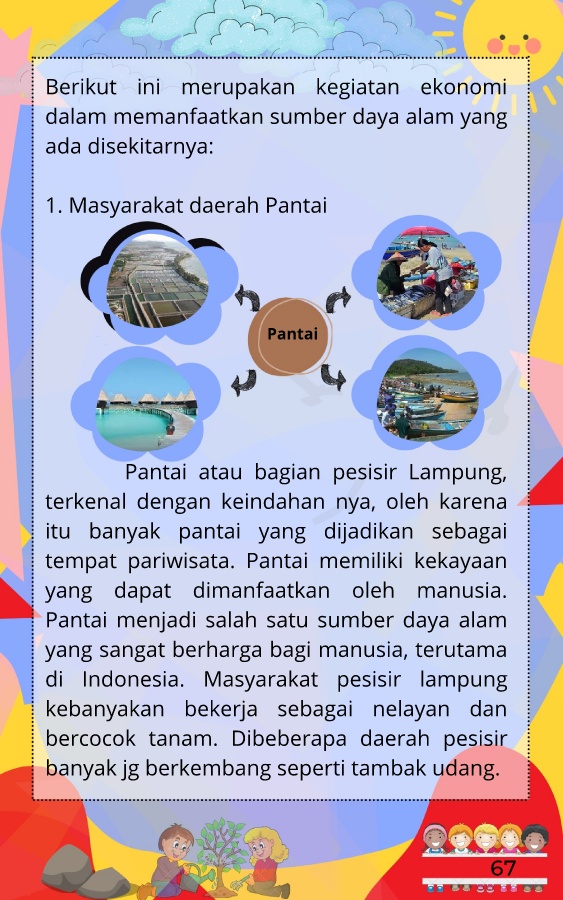 Berikut ini merupakan kegiatan ekonomi
dalam memanfaatkan sumber daya alam yang
ada disekitarnya:
1. Masyarakat daerah Pantai
Pantai
Pantai atau bagian pesisir Lampung,
terkenal dengan keindahan nya, oleh karena
itu banyak pantai yang dijadikan sebagai
tempat pariwisata. Pantai memiliki kekayaan
yang dapat dimanfaatkan oleh manusia.
Pantai menjadi salah satu sumber daya alam
yang sangat berharga bagi manusia, terutama
di Indonesia. Masyarakat pesisir lampung
kebanyakan bekerja sebagai nelayan dan
bercocok tanam. Dibeberapa daerah pesisir
banyak jg berkembang seperti tambak udang.
67